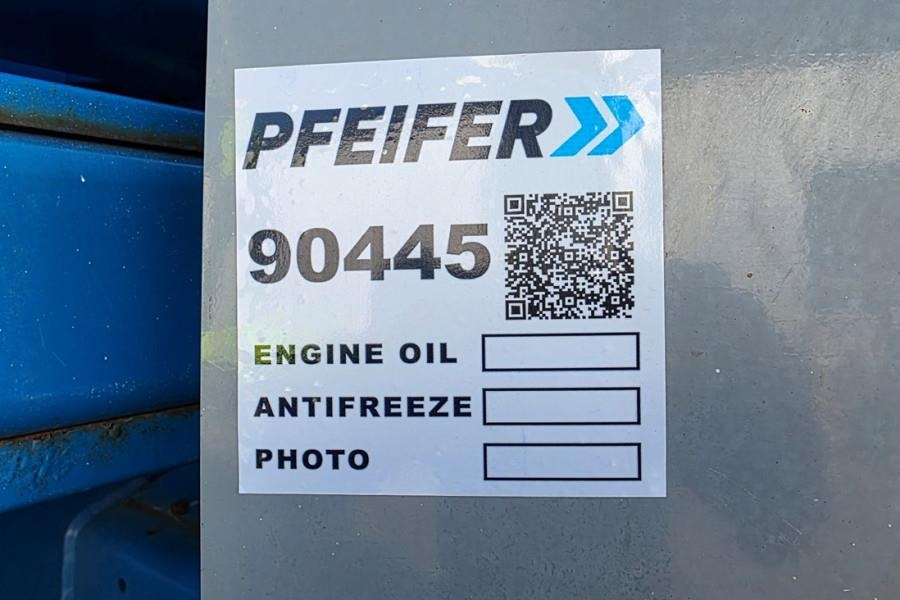 PFEIFER
90445
ENGINE OIL
ANTIFREEZE
PHOTO